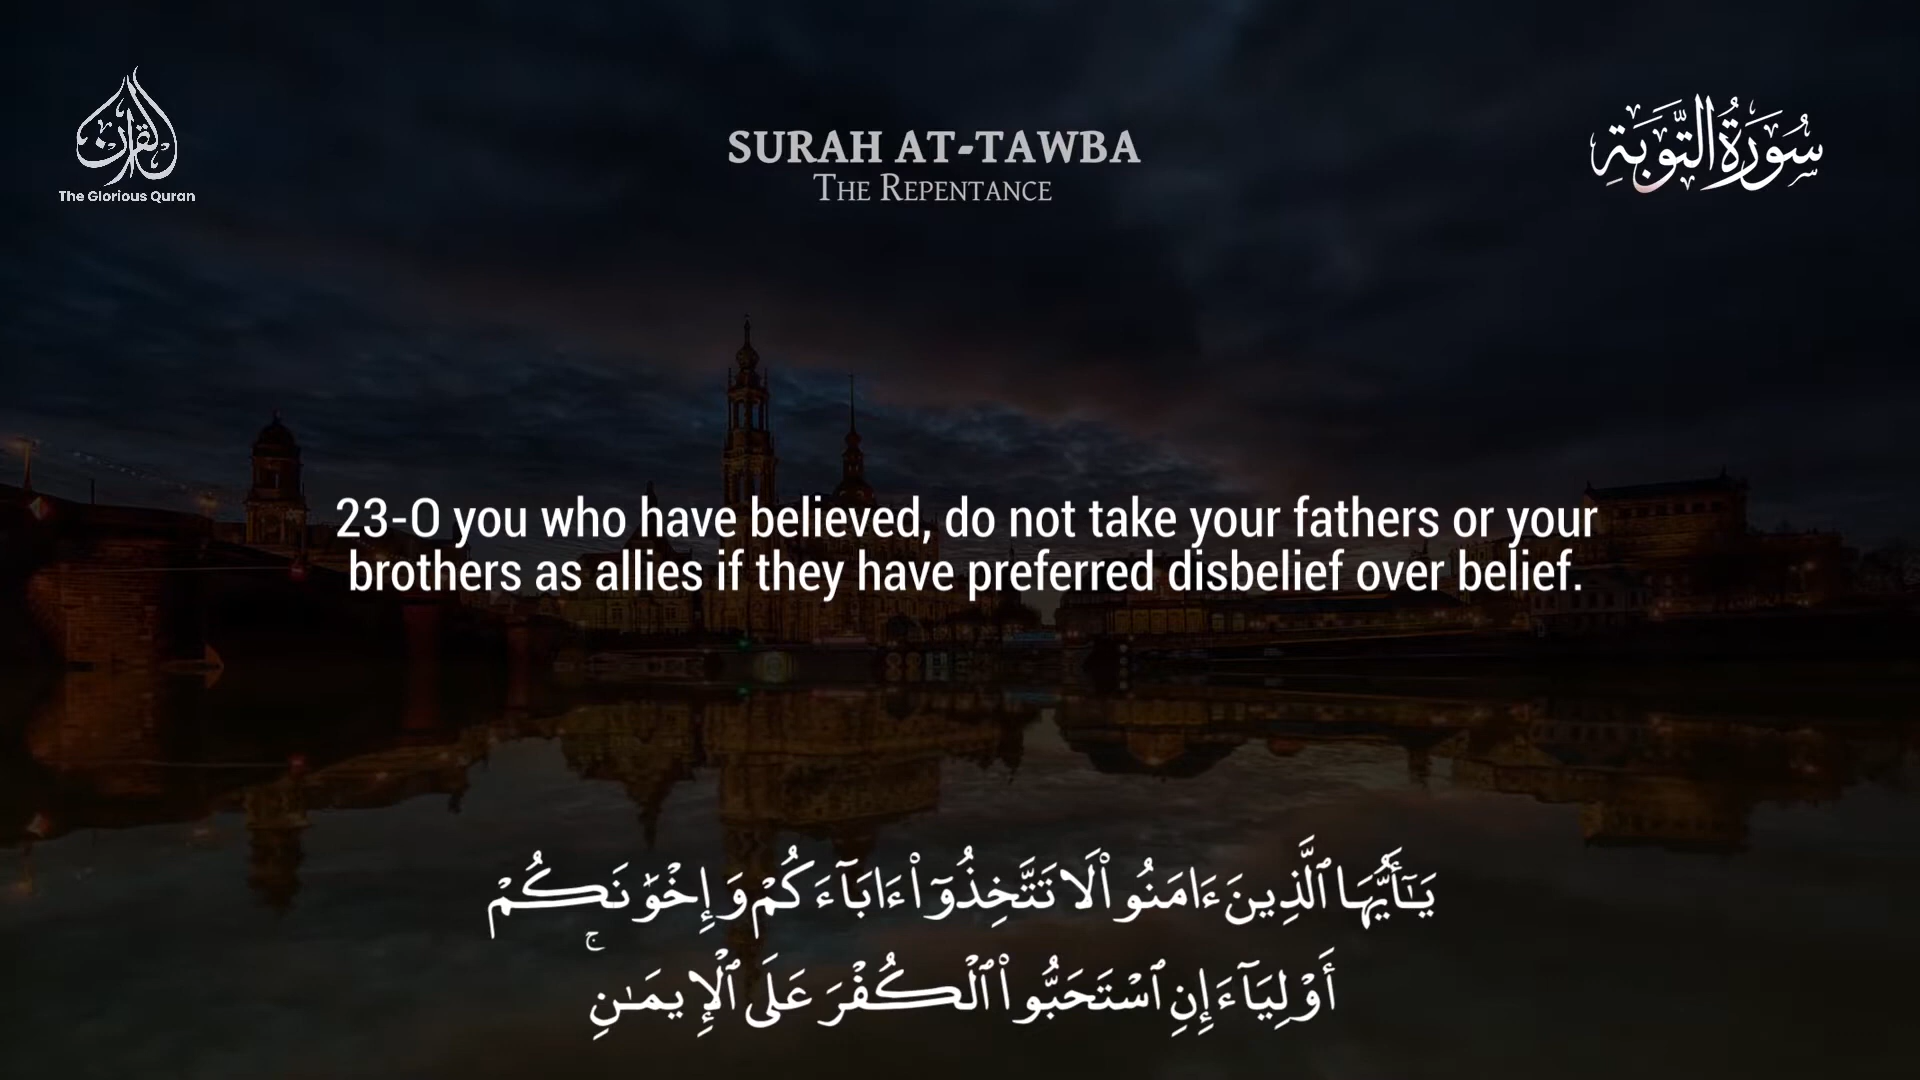 القرآن
The Glorious Quran
SURAH AT-TAWBA
THE REPENTANCE
سُورَةُ التَّوْبَةِ
23-O you who have believed, do not take your fathers or your
brothers as allies if they have preferred disbelief over belief.
يَـٰٓأَيُّهَا ٱلَّذِينَ ءَامَنُوا۟ لَا تَتَّخِذُوٓا۟ ءَابَآءَكُمْ وَإِخْوَٰنَكُمْ
أَوْلِيَآءَ إِنِ ٱسْتَحَبُّوا۟ ٱلْكُفْرَ عَلَى ٱلْإِيمَـٰنِ ۚ